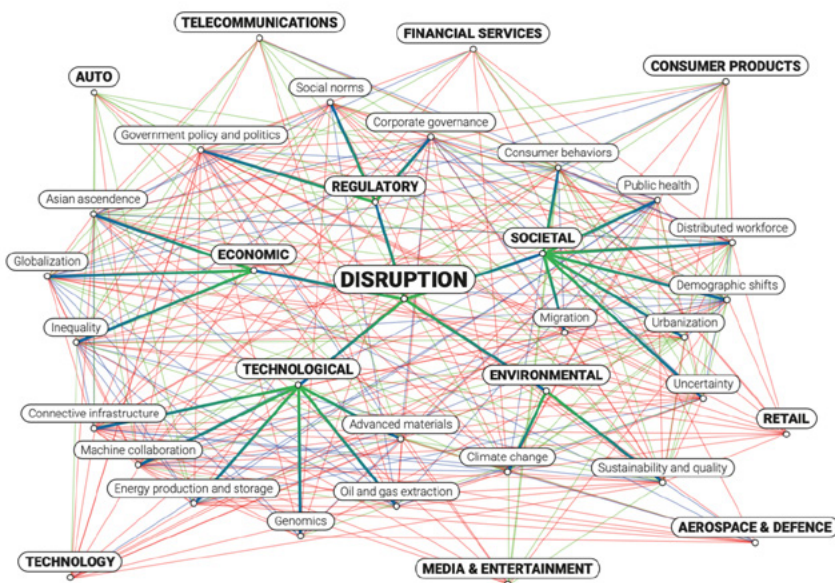 TELECOMMUNICATIONS
FINANCIAL SERVICES
CONSUMER PRODUCTS
AUTO
Social norms
Corporate governance
Government policy and politics
Consumer behaviors
Public health
REGULATORY
Asian ascendence
Distributed workforce
SOCIETAL
ECONOMIC
Globalization
DISRUPTION
Demographic shifts
Migration
Urbanization
Inequality
TECHNOLOGICAL
ENVIRONMENTAL
Uncertainty
Connective infrastructure
Advanced materials
RETAIL
Machine collaboration
Climate change
Sustainability and quality
Energy production and storage
Oil and gas extraction
Genomics
AEROSPACE & DEFENCE
TECHNOLOGY
MEDIA & ENTERTAINMENT